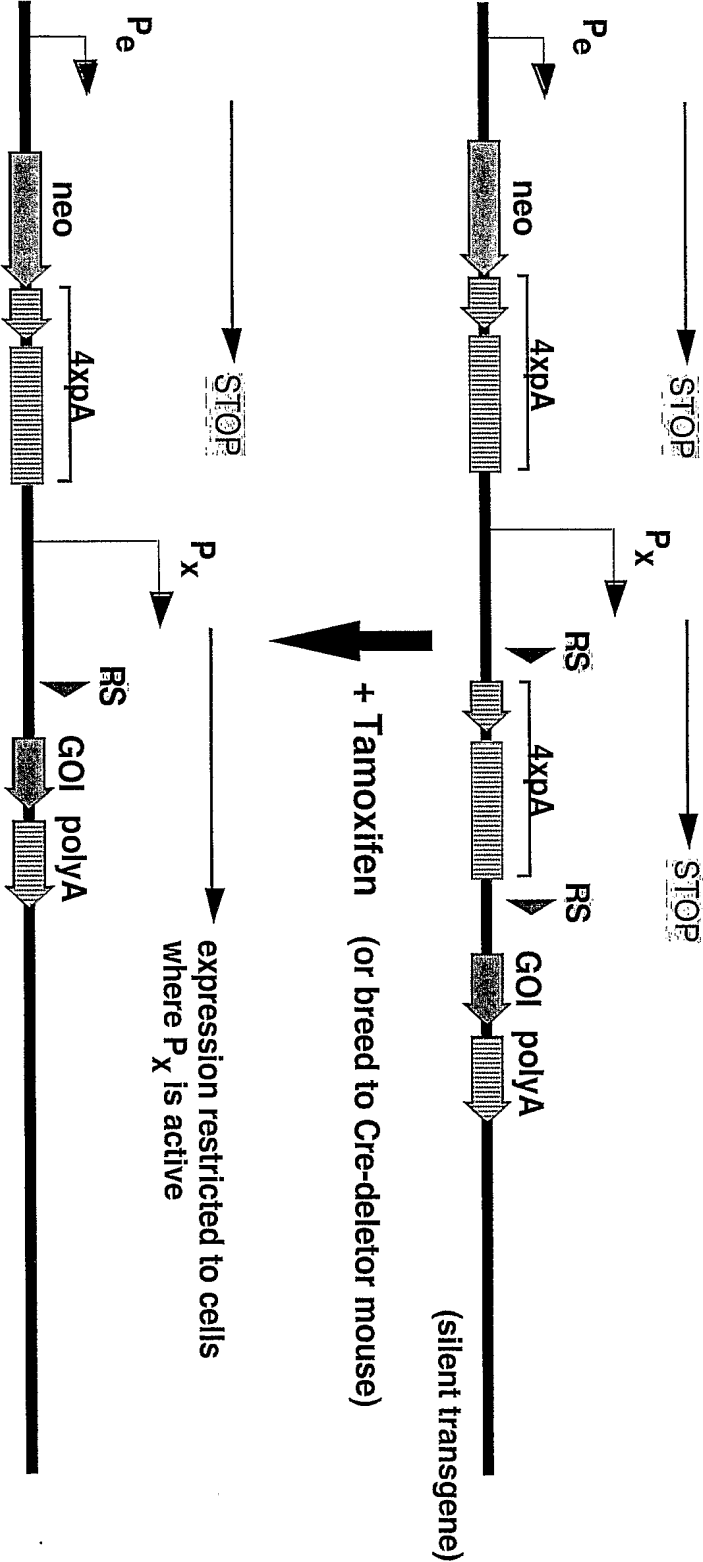 STOP
STOP
Pe
Px
RS
RS
neo
4xpA
4xpA
GOI polyA
(silent transgene)
+ Tamoxifen (or breed to Cre-deletor mouse)
STOP
expression restricted to cells
where Px is active
Pe
Px
RS
neo
4xpA
GOI polyA